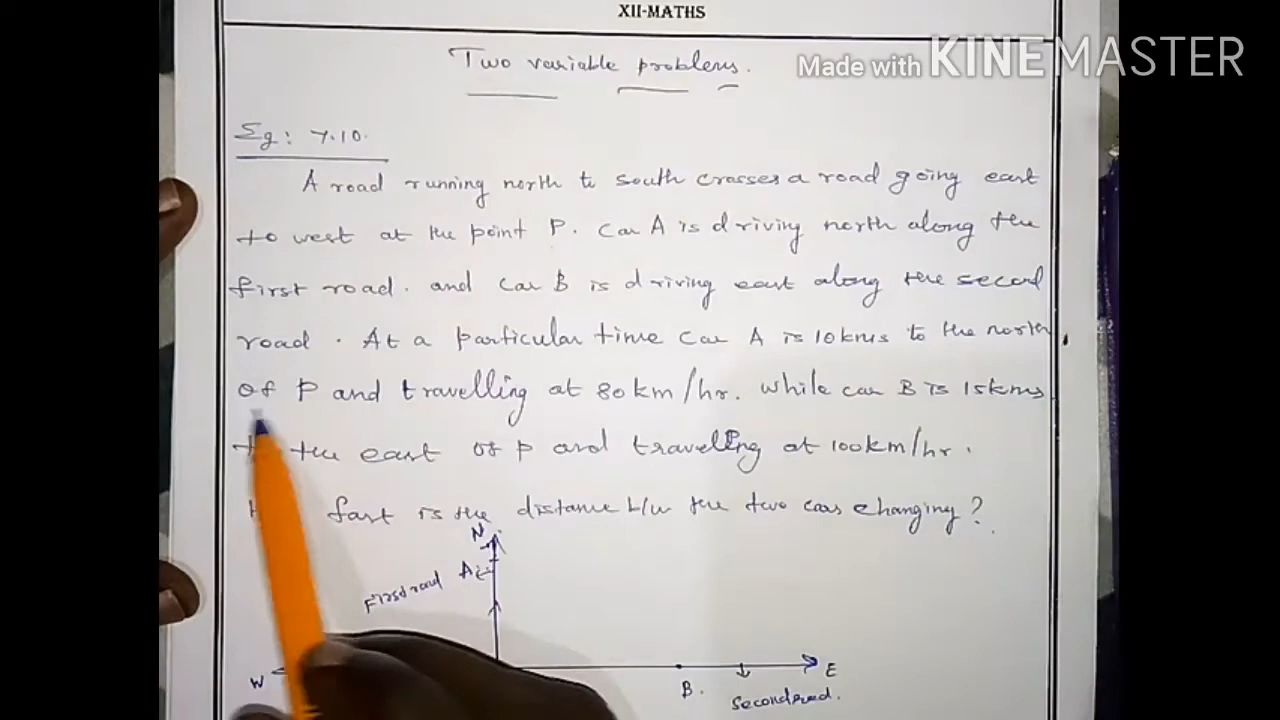 XII-MATHS
Made with KINEMASTER
Two variable problems.
Eg: 7.10.
A road running north to south crosses a road going east
to west at the point P. Car A is driving north along the
first road. and car B is driving east along the second
road. At a particular time car A is 10kms to the north
of P and travelling at 80km/hr. while car B is 15kms
the east of P and traveling at 100km/hr.
fast is the distance b/w the two cars changing?
N
First road A
W
B.
E
Second road.